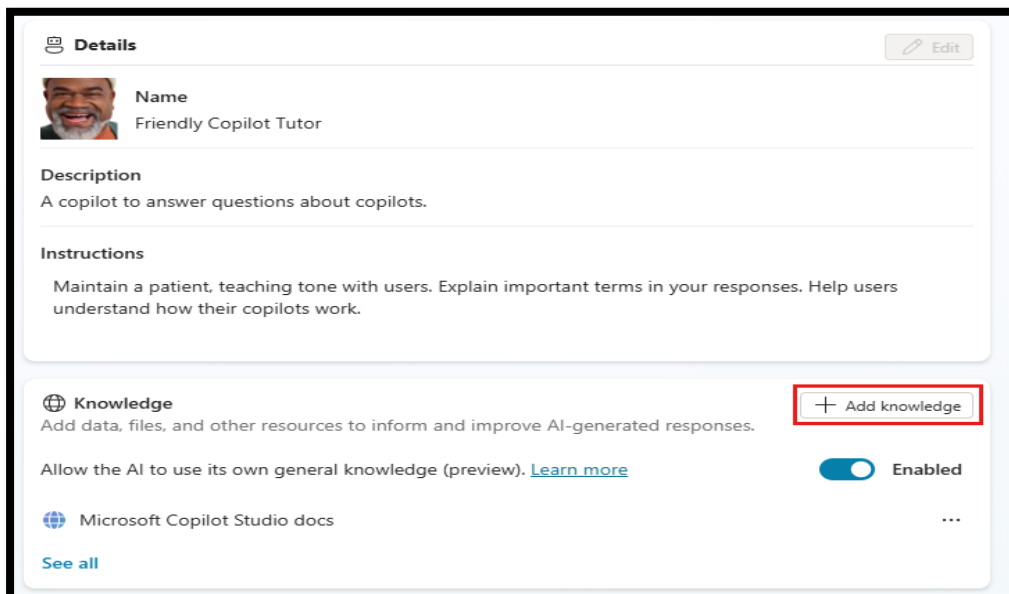 Details
Edit
Name
Friendly Copilot Tutor
Description
A copilot to answer questions about copilots.
Instructions
Maintain a patient, teaching tone with users. Explain important terms in your responses. Help users
understand how their copilots work.
Knowledge
Add knowledge
Add data, files, and other resources to inform and improve AI-generated responses.
Allow the AI to use its own general knowledge (preview). Learn more
Enabled
Microsoft Copilot Studio docs
See all